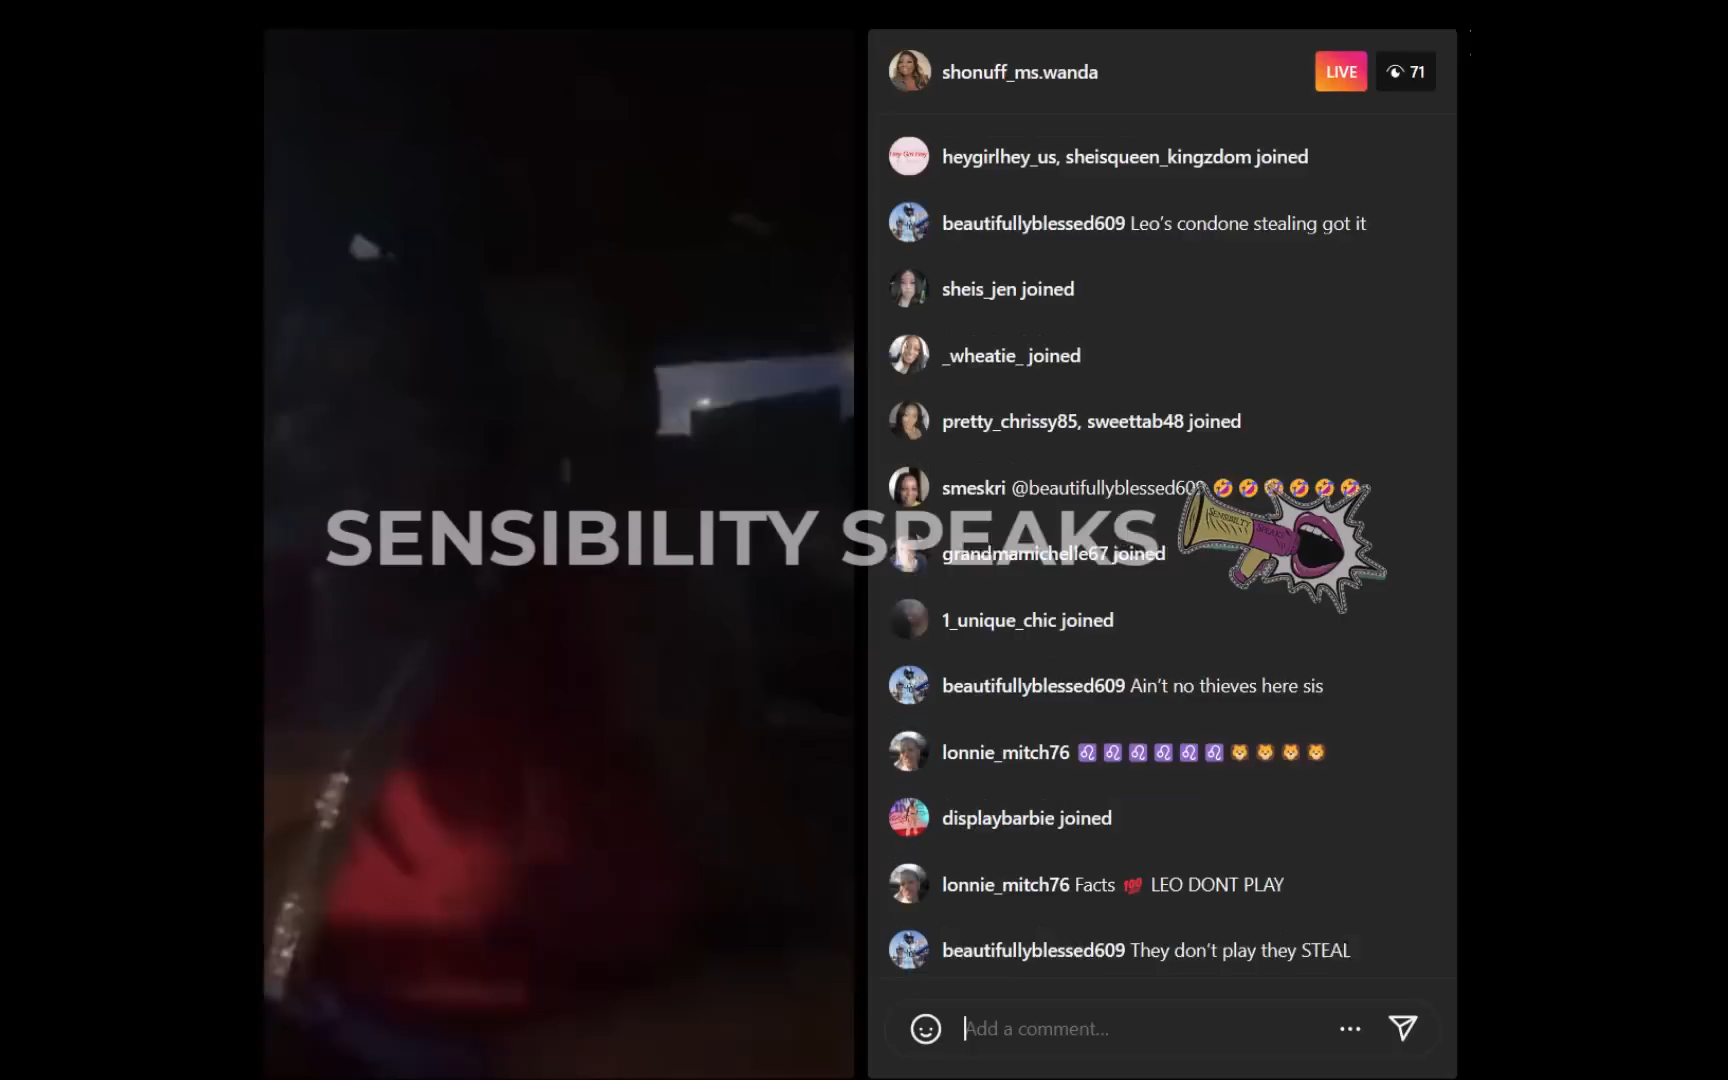 shonuff_ms.wanda
LIVE
71
heygirlhey_us, sheisqueen_kingzdom joined
beautifullyblessed609 Leo’s condone stealing got it
sheis_jen joined
_wheatie_ joined
pretty_chrissy85, sweettab48 joined
smeskri @beautifullyblessed609 🤣🤣🤣🤣🤣🤣
SENSIBILITY SPEAKS
grandmamichelle67 joined
1_unique_chic joined
beautifullyblessed609 Ain’t no thieves here sis
lonnie_mitch76 ♌♌♌♌♌♌🦁🦁🦁🦁
displaybarbie joined
lonnie_mitch76 Facts 💯 LEO DONT PLAY
beautifullyblessed609 They don’t play they STEAL
Add a comment...